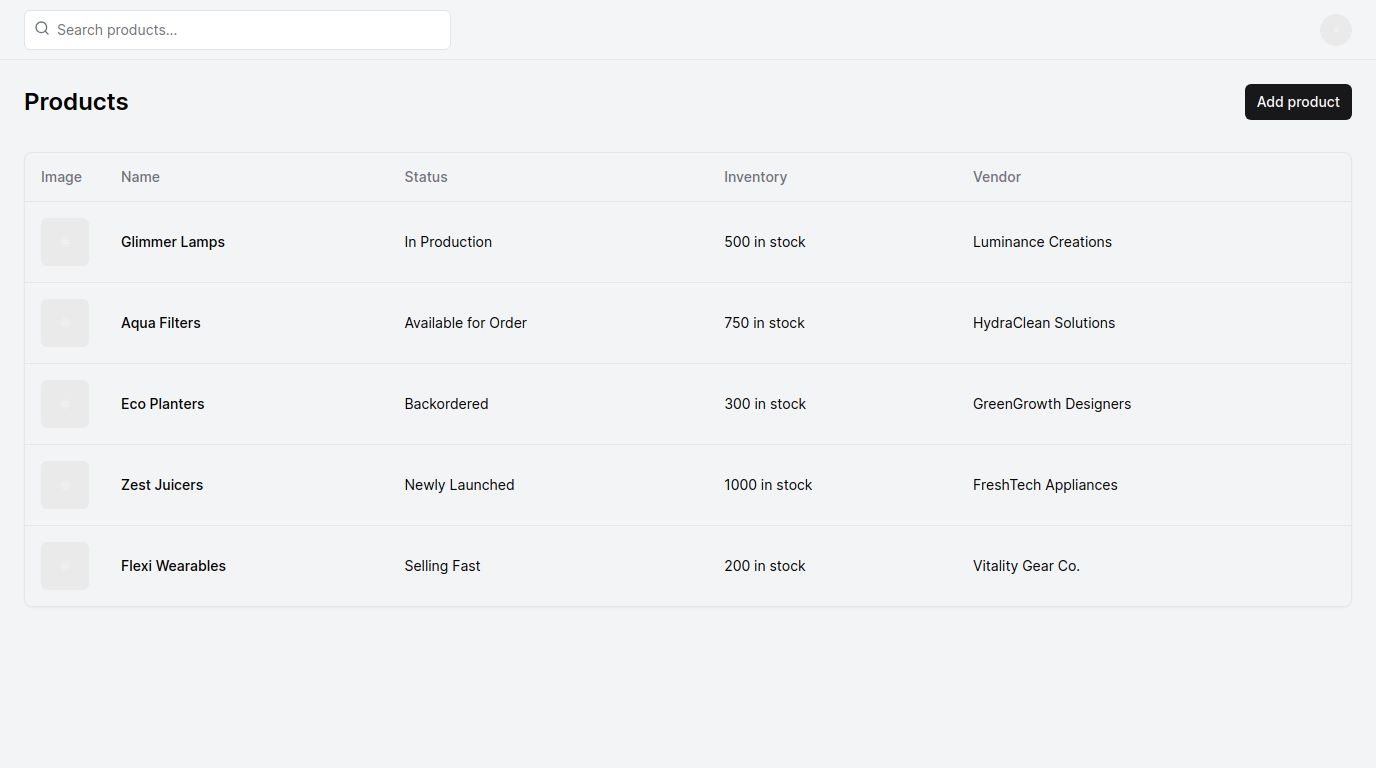 Search products...
Products
Add product
Image Name Status Inventory Vendor
Glimmer Lamps In Production 500 in stock Luminance Creations
Aqua Filters Available for Order 750 in stock HydraClean Solutions
Eco Planters Backordered 300 in stock GreenGrowth Designers
Zest Juicers Newly Launched 1000 in stock FreshTech Appliances
Flexi Wearables Selling Fast 200 in stock Vitality Gear Co.